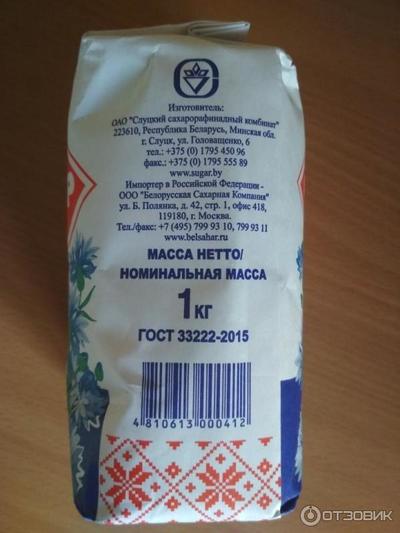 Изготовитель:
ОАО "Слуцкий сахарорафинадный комбинат"
223610, Республика Беларусь, Минская обл.
г. Слуцк, ул. Головащенко, 6
тел.: +375 (0) 1795 450 96
факс.: +375 (0) 1795 555 89
www.sugar.by
Импортер в Российской Федерации -
ООО "Белорусская Сахарная Компания"
ул. Б. Полянка, д. 42, стр. 1, офис 418,
119180, г. Москва.
Тел./факс: +7 (495) 799 93 10, 799 93 11
www.belsahar.ru
МАССА НЕТТО/
НОМИНАЛЬНАЯ МАССА
1 кг
ГОСТ 33222-2015
4 810613 000412
ОТЗОВИК